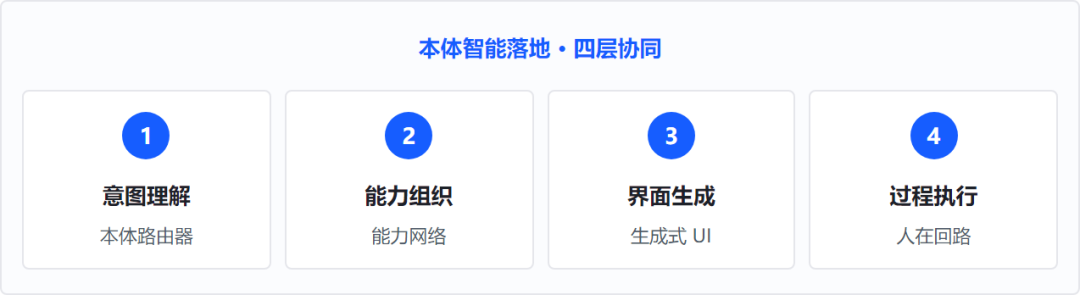 本体智能落地・四层协同
1
意图理解
本体路由器
2
能力组织
能力网络
3
界面生成
生成式 UI
4
过程执行
人在回路